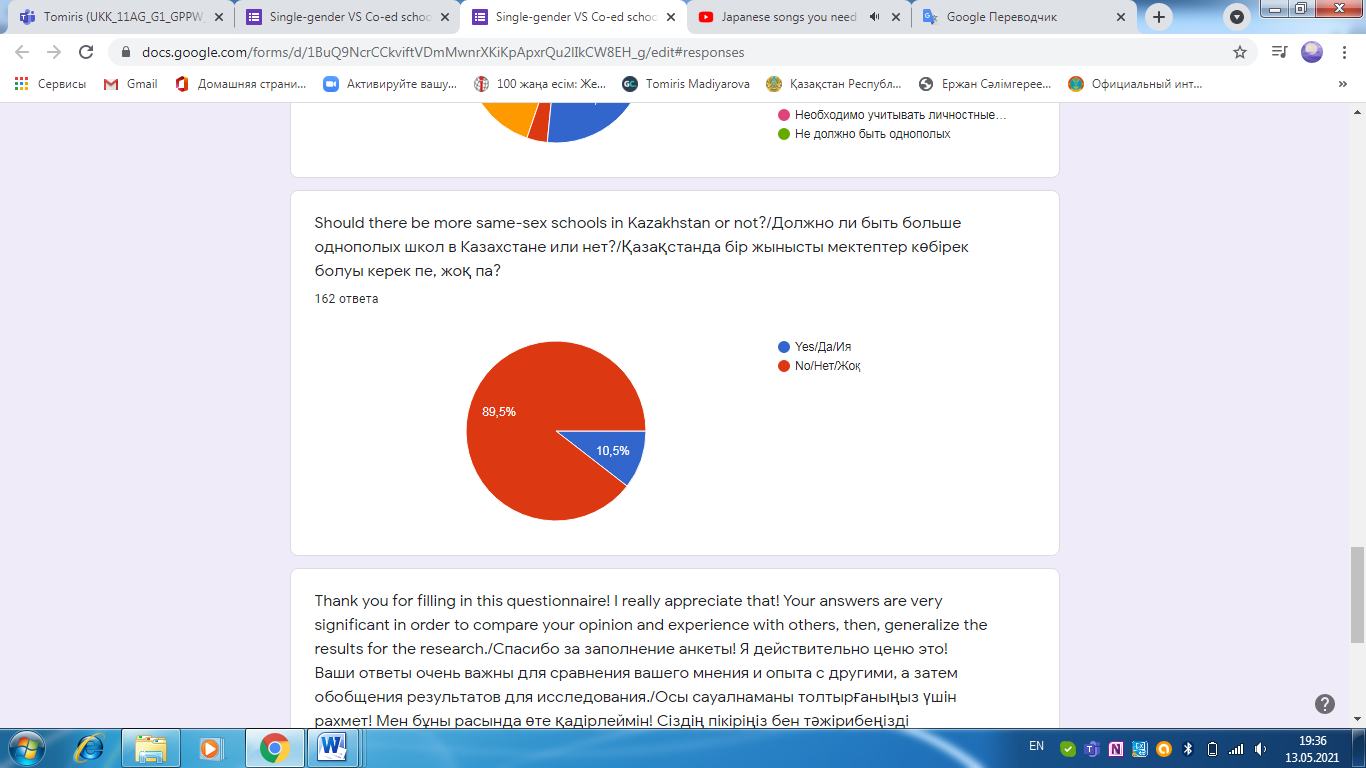 Tomiris (UKK_11AG_G1_GPPW_
Single-gender VS Co-ed schoo
Single-gender VS Co-ed schoo
Japanese songs you need
Google Переводчик
docs.google.com/forms/d/1BuQ9NcrCCkviftVDmMwnrXKiKpApxrQu2lIkCW8EH_g/edit#responses
Сервисы
Gmail
Домашняя страни...
Активируйте вашу...
100 жаңа есім: Же...
Tomiris Madiyarova
Қазақстан Республ...
Ержан Сәлімгерее...
Официальный инт...
»
Необходимо учитывать личностные…
Не должно быть однополых
Should there be more same-sex schools in Kazakhstan or not?/Должно ли быть больше
однополых школ в Казахстане или нет?/Қазақстанда бір жынысты мектептер көбірек
болуы керек пе, жоқ па?
162 ответа
Yes/Да/Ия
No/Нет/Жоқ
89,5%
10,5%
Thank you for filling in this questionnaire! I really appreciate that! Your answers are very
significant in order to compare your opinion and experience with others, then, generalize the
results for the research./Спасибо за заполнение анкеты! Я действительно ценю это!
Ваши ответы очень важны для сравнения вашего мнения и опыта с другими, а затем
обобщения результатов для исследования./Осы сауалнаманы толтырғаныңыз үшін
рахмет! Мен бұны расында өте қадірлеймін! Сіздің пікіріңіз бен тәжірибеңізді
EN
19:36
13.05.2021